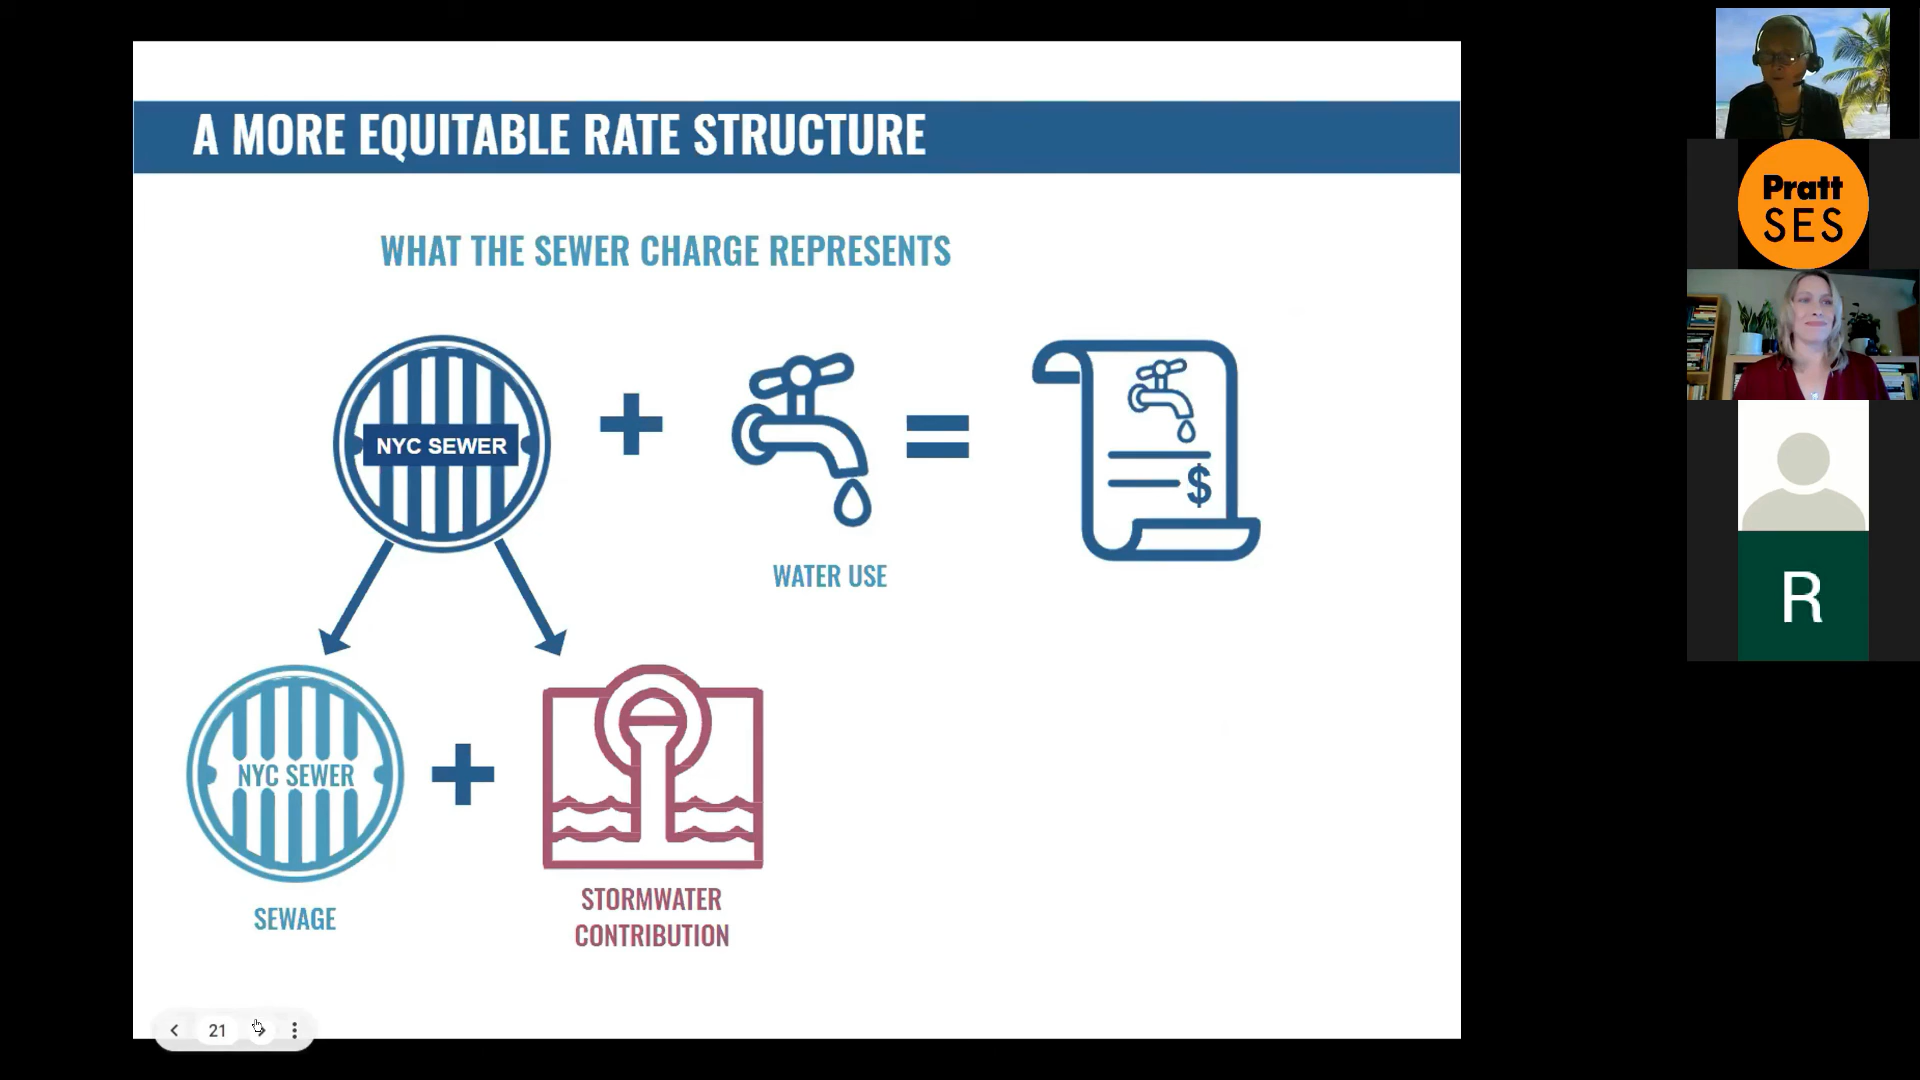 A MORE EQUITABLE RATE STRUCTURE
WHAT THE SEWER CHARGE REPRESENTS
NYC SEWER
$
WATER USE
NYC SEWER
SEWAGE
STORMWATER
CONTRIBUTION
21
Pratt
SES
R